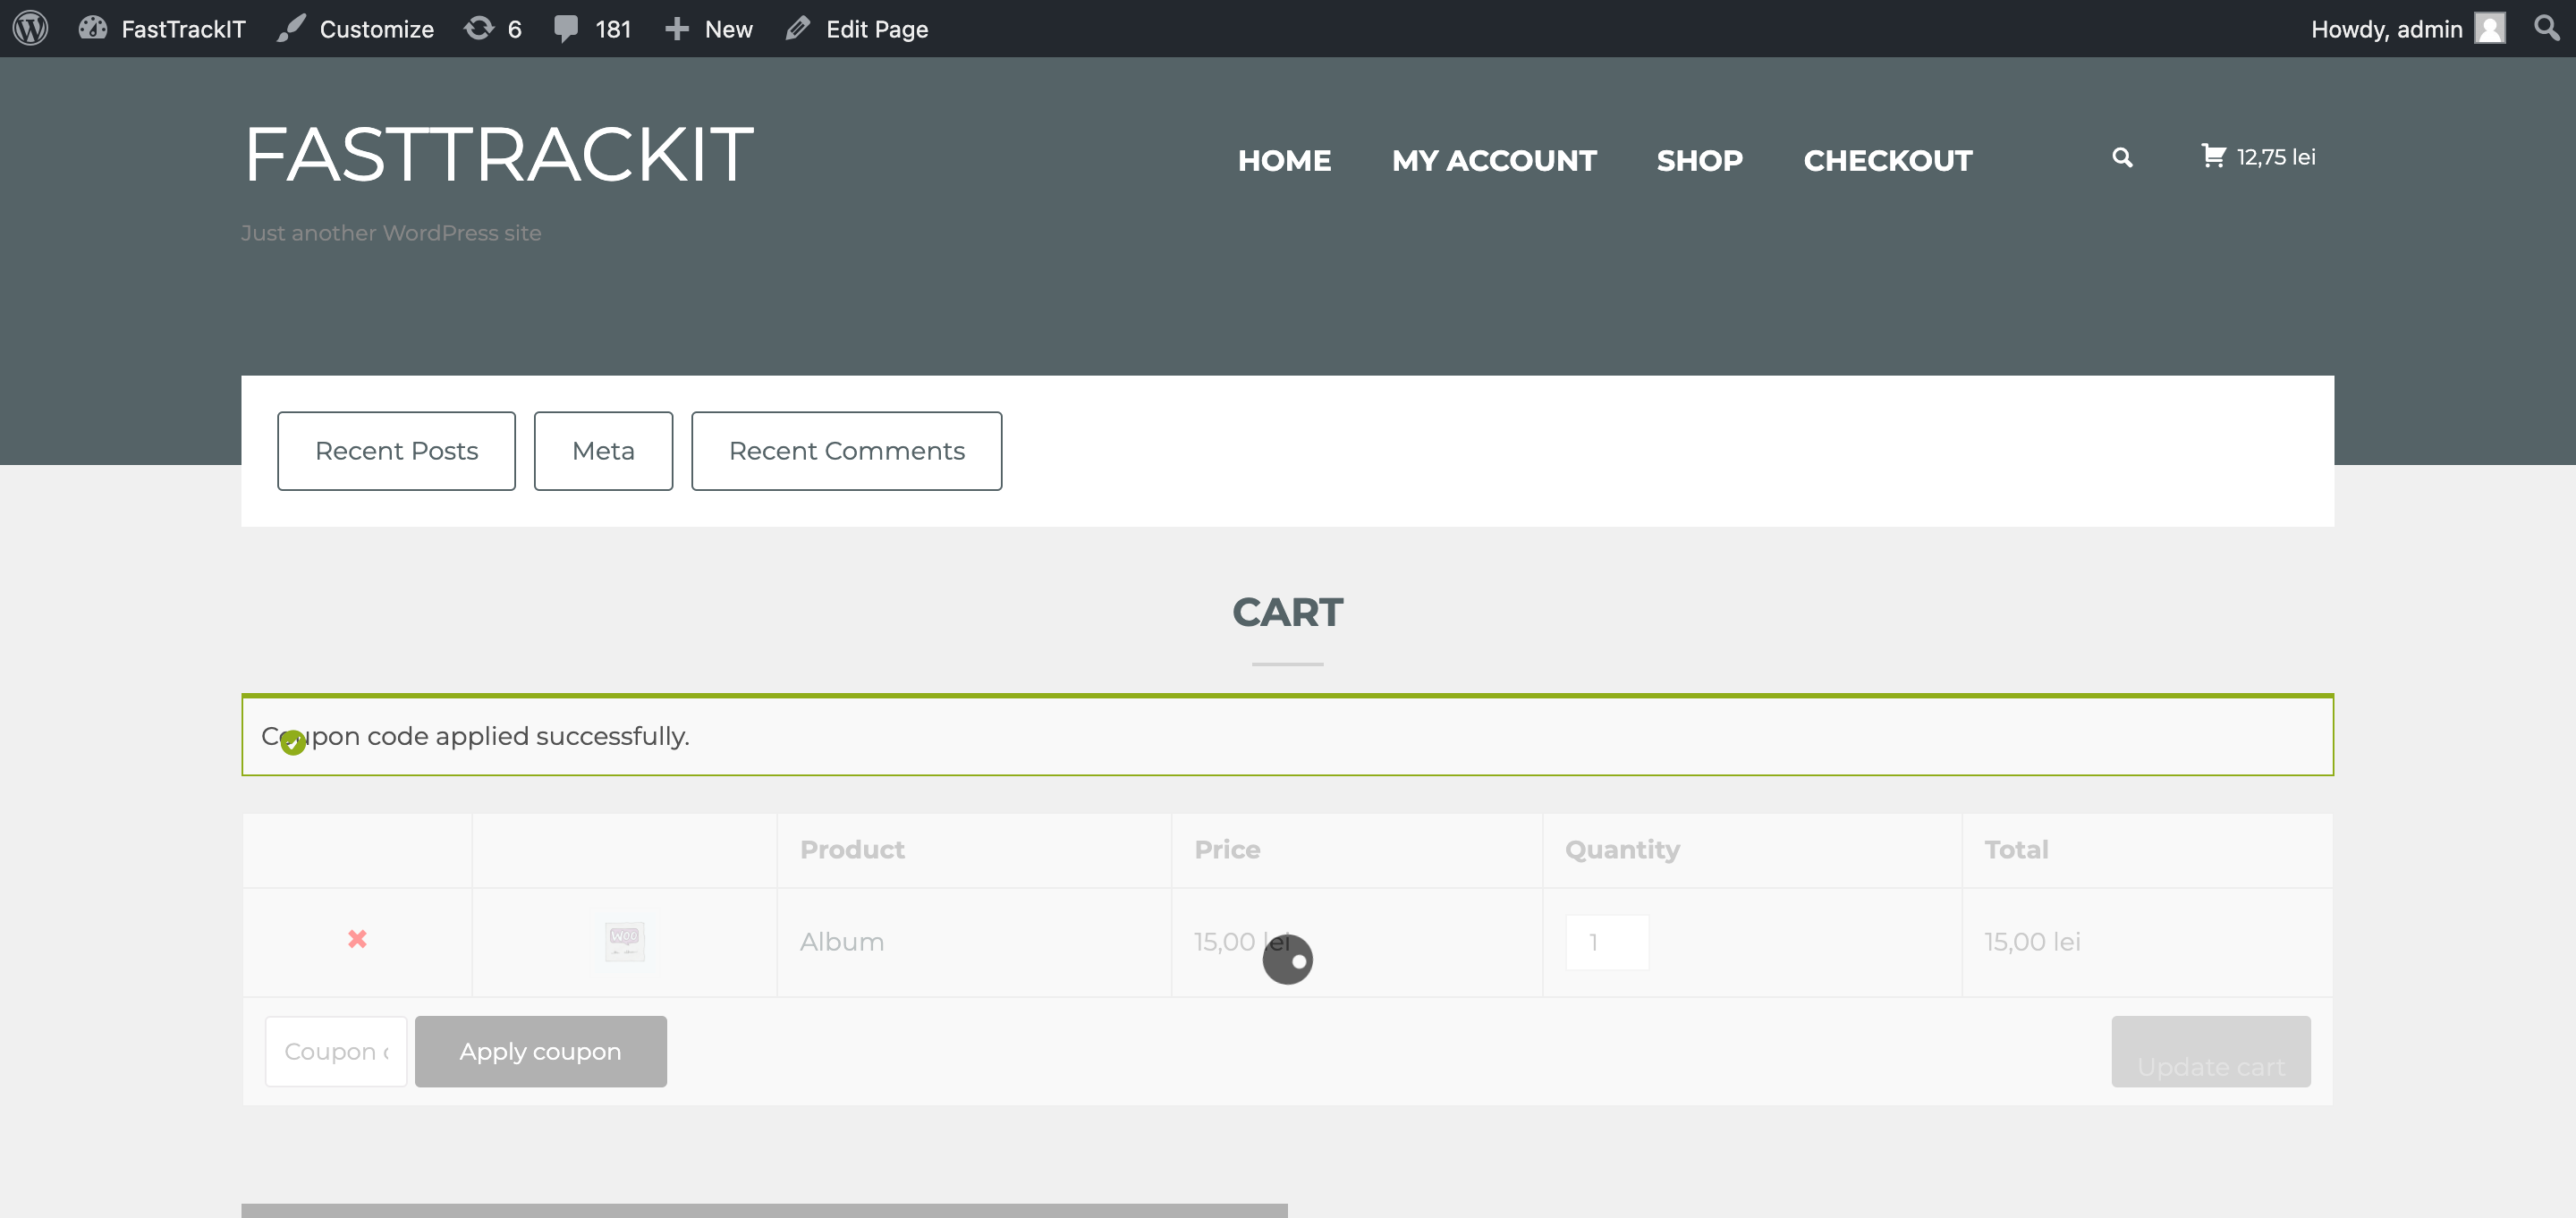 FastTrackIT Customize 6 181 New Edit Page Howdy, admin
FASTTRACKIT
HOME MY ACCOUNT SHOP CHECKOUT 12,75 lei
Just another WordPress site
Recent Posts Meta Recent Comments
CART
Coupon code applied successfully.
Product Price Quantity Total
Woo
Album 15,00 lei 1 15,00 lei
Coupon c Apply coupon Update cart